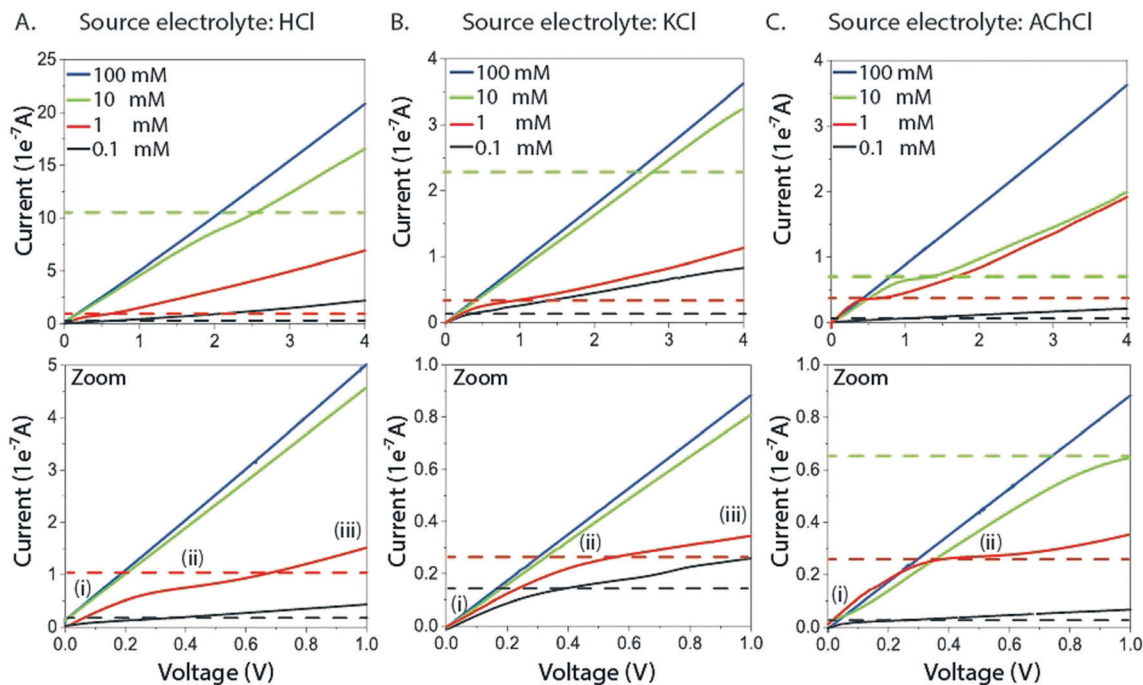 A. Source electrolyte: HCl
B. Source electrolyte: KCl
C. Source electrolyte: AChCl
Current (1e⁻⁷A)
25
20
15
10
5
0
100 mM
10 mM
1 mM
0.1 mM
0 1 2 3 4
Current (1e⁻⁷A)
4
3
2
1
0
100 mM
10 mM
1 mM
0.1 mM
0 1 2 3 4
Current (1e⁻⁷A)
4
3
2
1
0
100 mM
10 mM
1 mM
0.1 mM
0 1 2 3 4
Current (1e⁻⁷A)
5
4
3
2
1
0
Zoom
(i)
(ii)
(iii)
0.0 0.2 0.4 0.6 0.8 1.0
Voltage (V)
Current (1e⁻⁷A)
1.0
0.8
0.6
0.4
0.2
0.0
Zoom
(i)
(ii)
(iii)
0.0 0.2 0.4 0.6 0.8 1.0
Voltage (V)
Current (1e⁻⁷A)
1.0
0.8
0.6
0.4
0.2
0.0
Zoom
(i)
(ii)
0.0 0.2 0.4 0.6 0.8 1.0
Voltage (V)